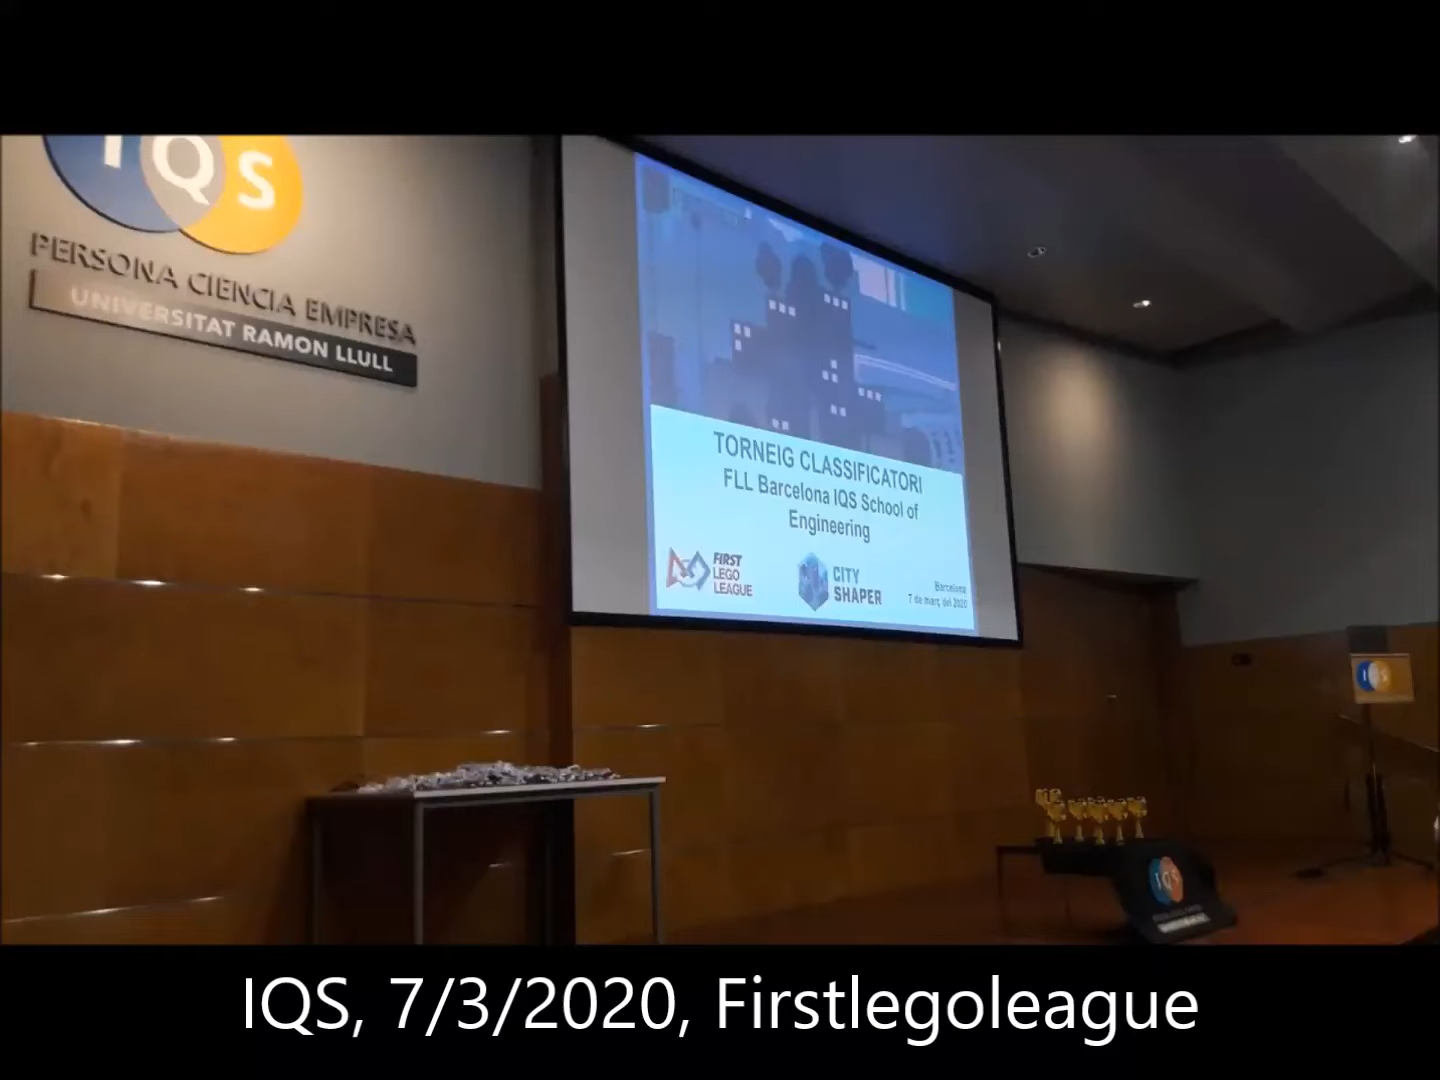 IQS
PERSONA CIENCIA EMPRESA
UNIVERSITAT RAMON LLULL
TORNEIG CLASSIFICATORI
FLL Barcelona IQS School of
Engineering
FIRST
LEGO
LEAGUE
CITY
SHAPER
Barcelona
7 de març del 2020
IQS
IQS
IQS, 7/3/2020, Firstlegoleague